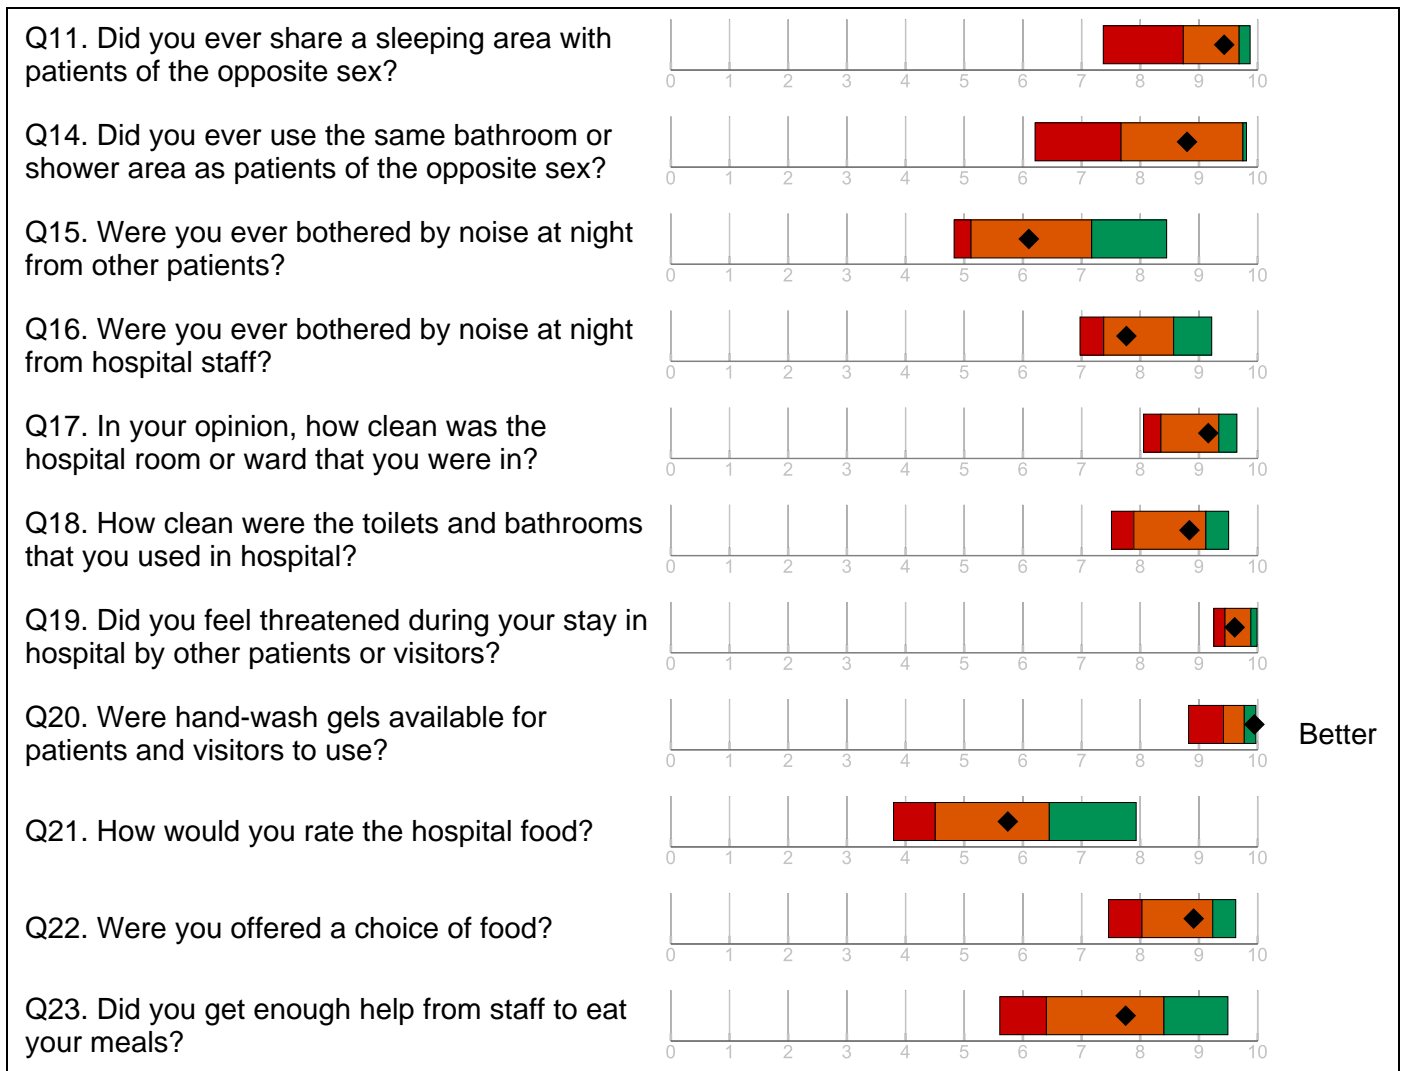 Q11. Did you ever share a sleeping area with
patients of the opposite sex?
0 1 2 3 4 5 6 7 8 9 10
Q14. Did you ever use the same bathroom or
shower area as patients of the opposite sex?
0 1 2 3 4 5 6 7 8 9 10
Q15. Were you ever bothered by noise at night
from other patients?
0 1 2 3 4 5 6 7 8 9 10
Q16. Were you ever bothered by noise at night
from hospital staff?
0 1 2 3 4 5 6 7 8 9 10
Q17. In your opinion, how clean was the
hospital room or ward that you were in?
0 1 2 3 4 5 6 7 8 9 10
Q18. How clean were the toilets and bathrooms
that you used in hospital?
0 1 2 3 4 5 6 7 8 9 10
Q19. Did you feel threatened during your stay in
hospital by other patients or visitors?
0 1 2 3 4 5 6 7 8 9 10
Q20. Were hand-wash gels available for
patients and visitors to use?
Better
0 1 2 3 4 5 6 7 8 9 10
Q21. How would you rate the hospital food?
0 1 2 3 4 5 6 7 8 9 10
Q22. Were you offered a choice of food?
0 1 2 3 4 5 6 7 8 9 10
Q23. Did you get enough help from staff to eat
your meals?
0 1 2 3 4 5 6 7 8 9 10